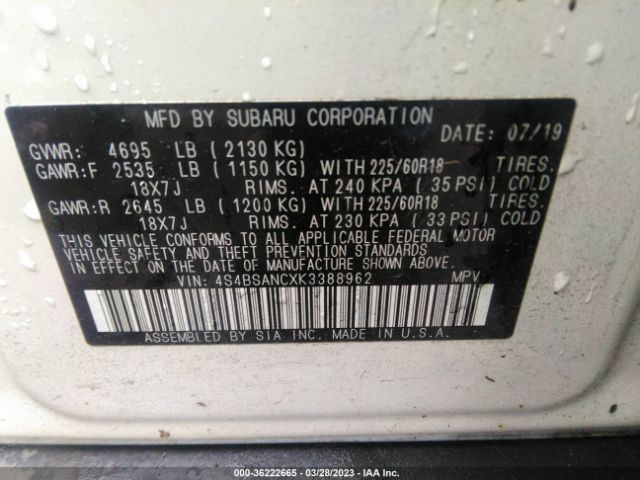 MFD BY SUBARU CORPORATION
DATE: 07/19
GVWR: 4695 LB (2130 KG)
GAWR:F 2535 LB (1150 KG) WITH 225/60R18 TIRES.
18X7J RIMS. AT 240 KPA (35 PSI) COLD
GAWR:R 2645 LB (1200 KG) WITH 225/60R18 TIRES.
18X7J RIMS. AT 230 KPA (33 PSI) COLD
THIS VEHICLE CONFORMS TO ALL APPLICABLE FEDERAL MOTOR
VEHICLE SAFETY AND THEFT PREVENTION STANDARDS IN EFFECT
ON THE DATE OF MANUFACTURE SHOWN ABOVE.
VIN: 4S4BSANCXK3388962 MPV
ASSEMBLED BY SIA INC. MADE IN U.S.A.
000-36222665 - 03/28/2023 - IAA Inc.